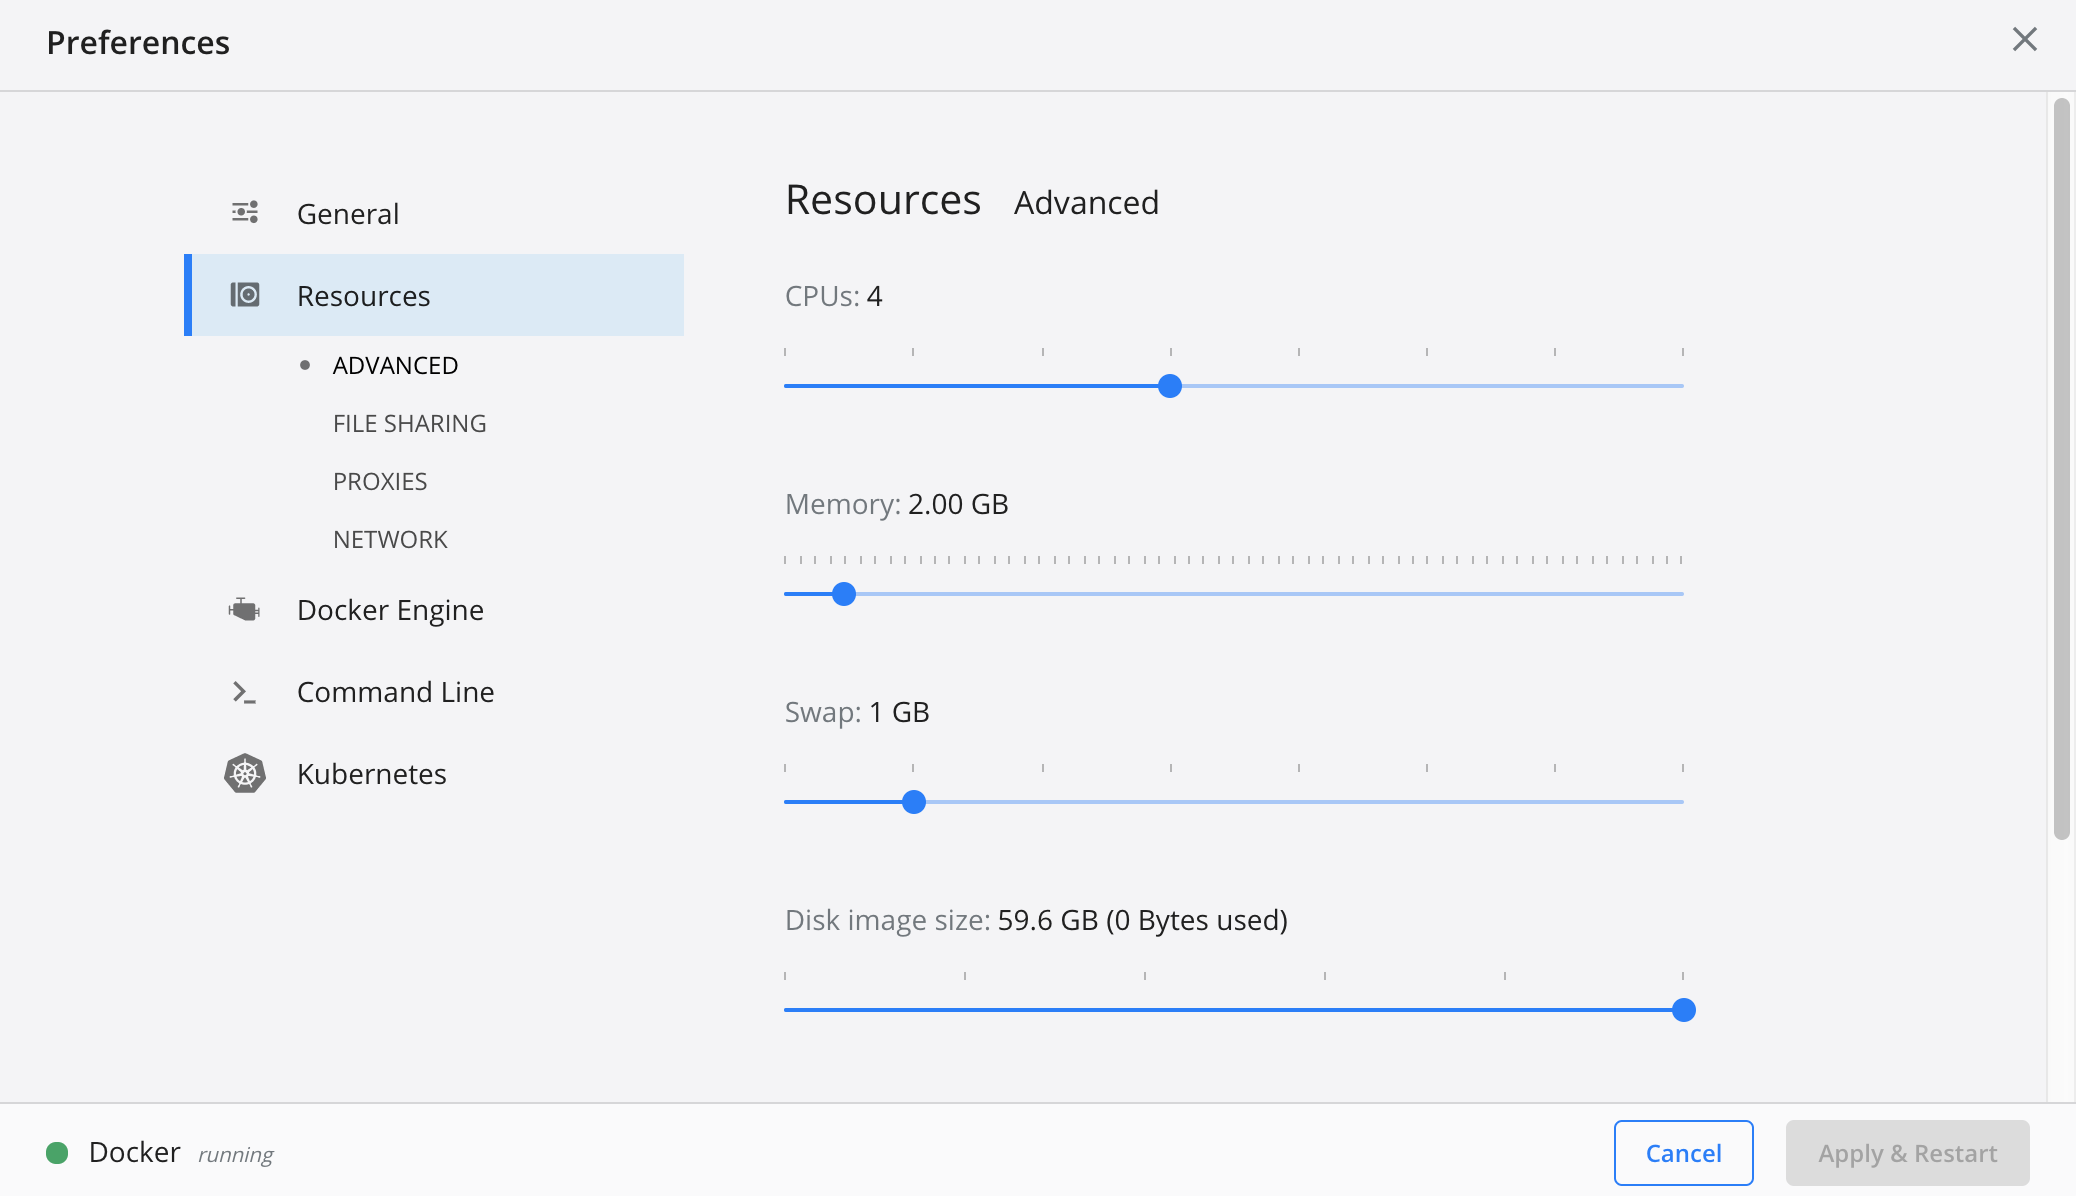 Preferences
General
Resources
ADVANCED
FILE SHARING
PROXIES
NETWORK
Docker Engine
Command Line
Kubernetes
Resources Advanced
CPUs: 4
Memory: 2.00 GB
Swap: 1 GB
Disk image size: 59.6 GB (0 Bytes used)
Docker running
Cancel
Apply & Restart